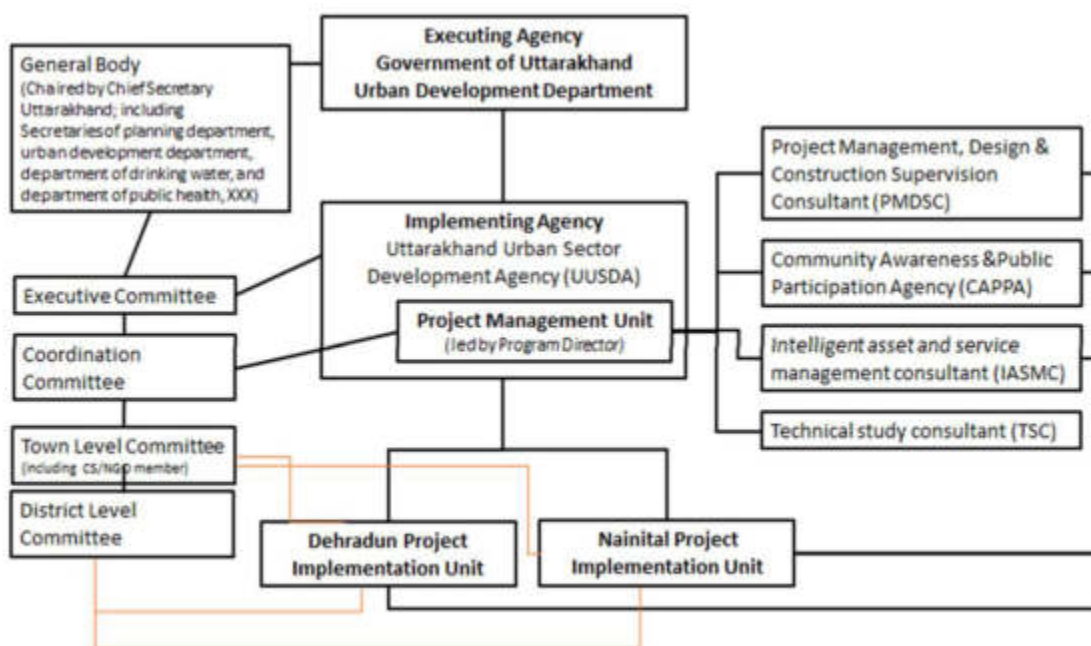 Executing Agency
Government of Uttarakhand
Urban Development Department
General Body
(Chaired by Chief Secretary
Uttarakhand; including
Secretaries of planning department,
urban development department,
department of drinking water, and
department of public health, XXX)
Implementing Agency
Uttarakhand Urban Sector
Development Agency (UUSDA)
Project Management Unit
(led by Program Director)
Executive Committee
Coordination
Committee
Town Level Committee
(including CS/NGO member)
District Level
Committee
Project Management, Design &
Construction Supervision
Consultant (PMDSC)
Community Awareness &Public
Participation Agency (CAPPA)
Intelligent asset and service
management consultant (IASMC)
Technical study consultant (TSC)
Dehradun Project
Implementation Unit
Nainital Project
Implementation Unit